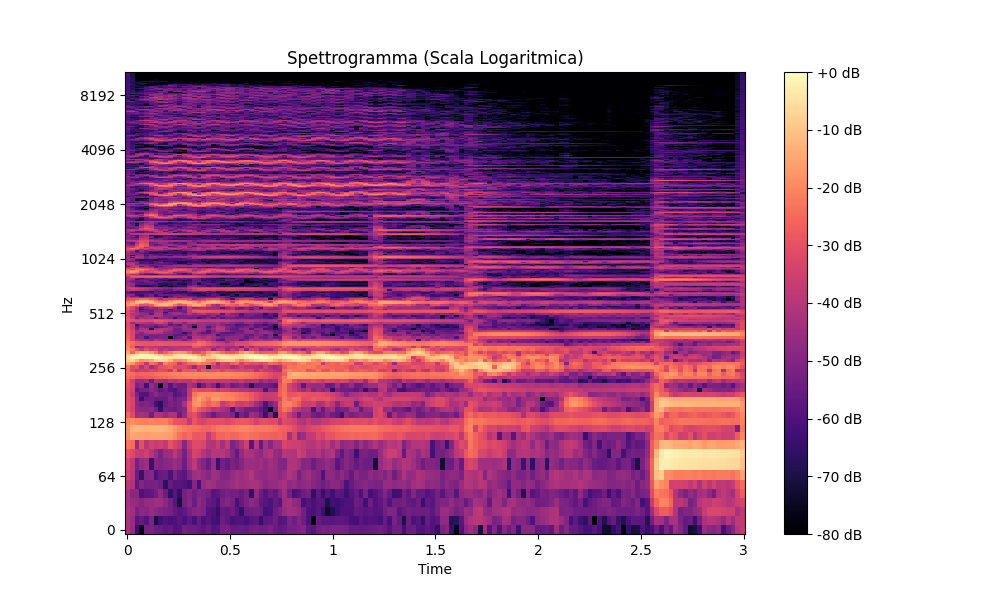 Spettrogramma (Scala Logaritmica)
Hz
8192
4096
2048
1024
512
256
128
64
0
0
0.5
1
1.5
2
2.5
3
Time
+0 dB
-10 dB
-20 dB
-30 dB
-40 dB
-50 dB
-60 dB
-70 dB
-80 dB